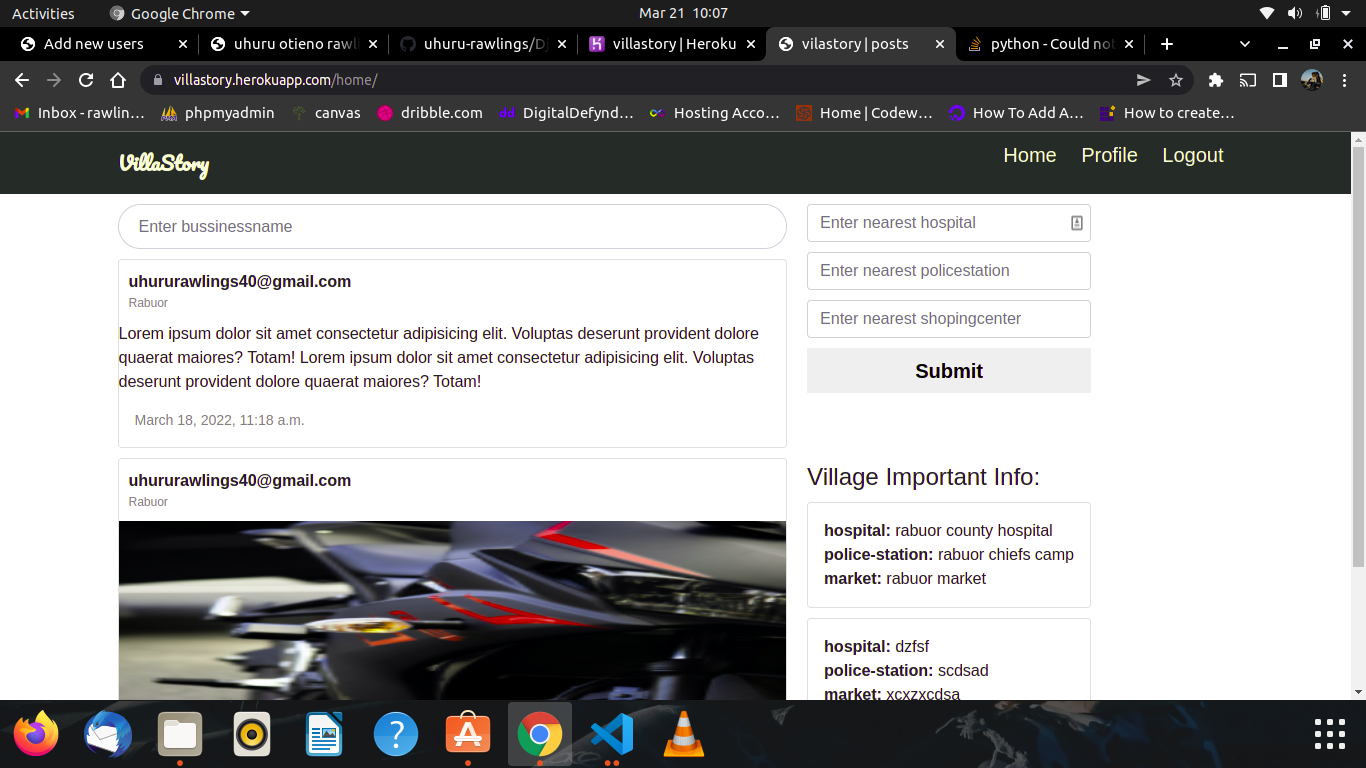 Activities
Google Chrome
Mar 21 10:07
Add new users
uhuru otieno rawl
uhuru-rawlings/Dj
villastory | Heroku
vilastory | posts
python - Could not
villastory.herokuapp.com/home/
Inbox - rawlin…
phpmyadmin
canvas
dribble.com
dd DigitalDefynd…
Hosting Acco…
Home | Codew…
How To Add A…
How to create…
VillaStory
Home
Profile
Logout
Enter bussinessname
uhururawlings40@gmail.com
Rabuor
Lorem ipsum dolor sit amet consectetur adipisicing elit. Voluptas deserunt provident dolore
quaerat maiores? Totam! Lorem ipsum dolor sit amet consectetur adipisicing elit. Voluptas
deserunt provident dolore quaerat maiores? Totam!
March 18, 2022, 11:18 a.m.
uhururawlings40@gmail.com
Rabuor
Enter nearest hospital
Enter nearest policestation
Enter nearest shopingcenter
Submit
Village Important Info:
hospital: rabuor county hospital
police-station: rabuor chiefs camp
market: rabuor market
hospital: dzfsf
police-station: scdsad
market: xcxzxcdsa